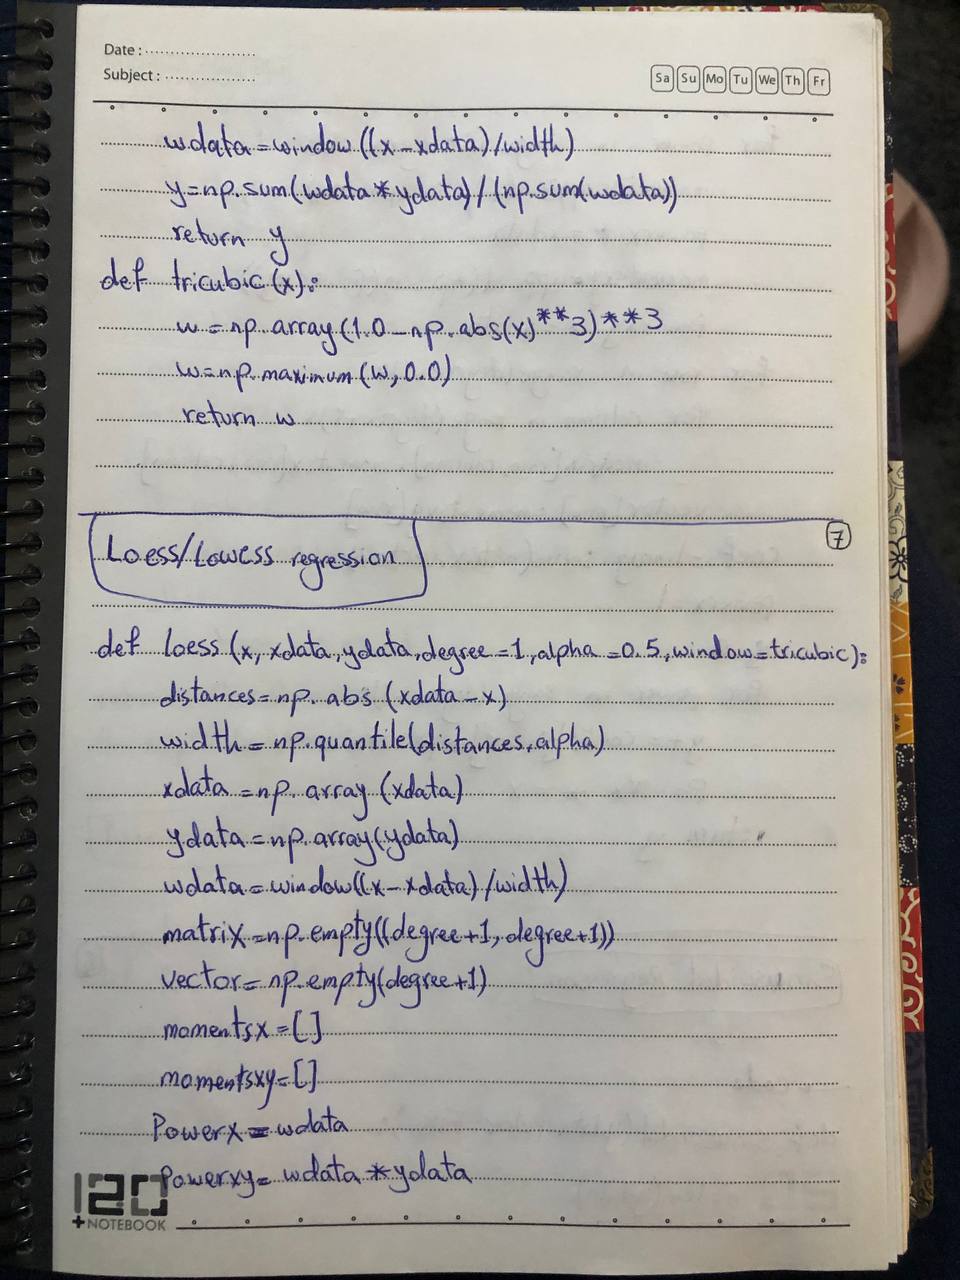 Date : ......................
Subject : ..................
Sa Su Mo Tu We Th Fr
wdata=window((x-xdata)/width)
y=np.sum(wdata*ydata)/(np.sum(wdata))
return y
def tricubic(x):
w=np.array(1.0-np.abs(x)**3)**3
w=np.maximum(w,0.0)
return w
7
Loess/Lowess regression
def loess(x,xdata,ydata,degree=1,alpha=0.5,window=tricubic):
distances=np.abs(xdata-x)
width=np.quantile(distances,alpha)
xdata=np.array(xdata)
ydata=np.array(ydata)
wdata=window((x-xdata)/width)
matrix=np.empty((degree+1,degree+1))
vector=np.empty(degree+1)
momentsx=[]
momentsxy=[]
Powerx=wdata
Powerxy=wdata*ydata
120
+NOTEBOOK